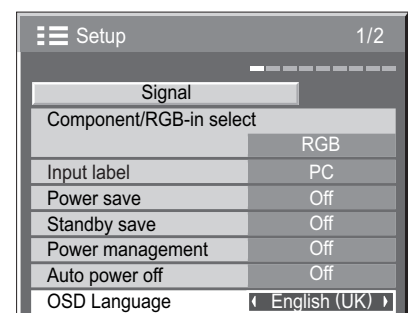 Setup 1/2
Signal
Component/RGB-in select
RGB
Input label PC
Power save Off
Standby save Off
Power management Off
Auto power off Off
OSD Language English (UK)